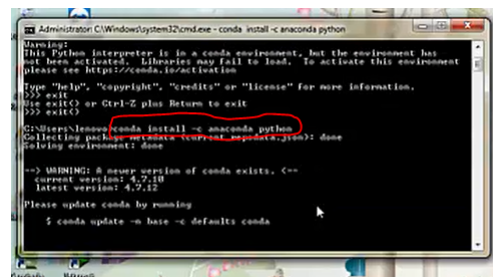 Administrator: C:\Windows\system32\cmd.exe - conda install -c anaconda python
Warning:
This Python interpreter is in a conda environment, but the environment has
not been activated.  Libraries may fail to load.  To activate this environment
please see https://conda.io/activation
Type "help", "copyright", "credits" or "license" for more information.
>>> exit
Use exit() or Ctrl-Z plus Return to exit
>>> exit()
C:\Users\lenovo>conda install -c anaconda python
Collecting package metadata (current_repodata.json): done
Solving environment: done
==> WARNING: A newer version of conda exists. <==
current version: 4.7.10
latest version: 4.7.12
Please update conda by running
$ conda update -n base -c defaults conda